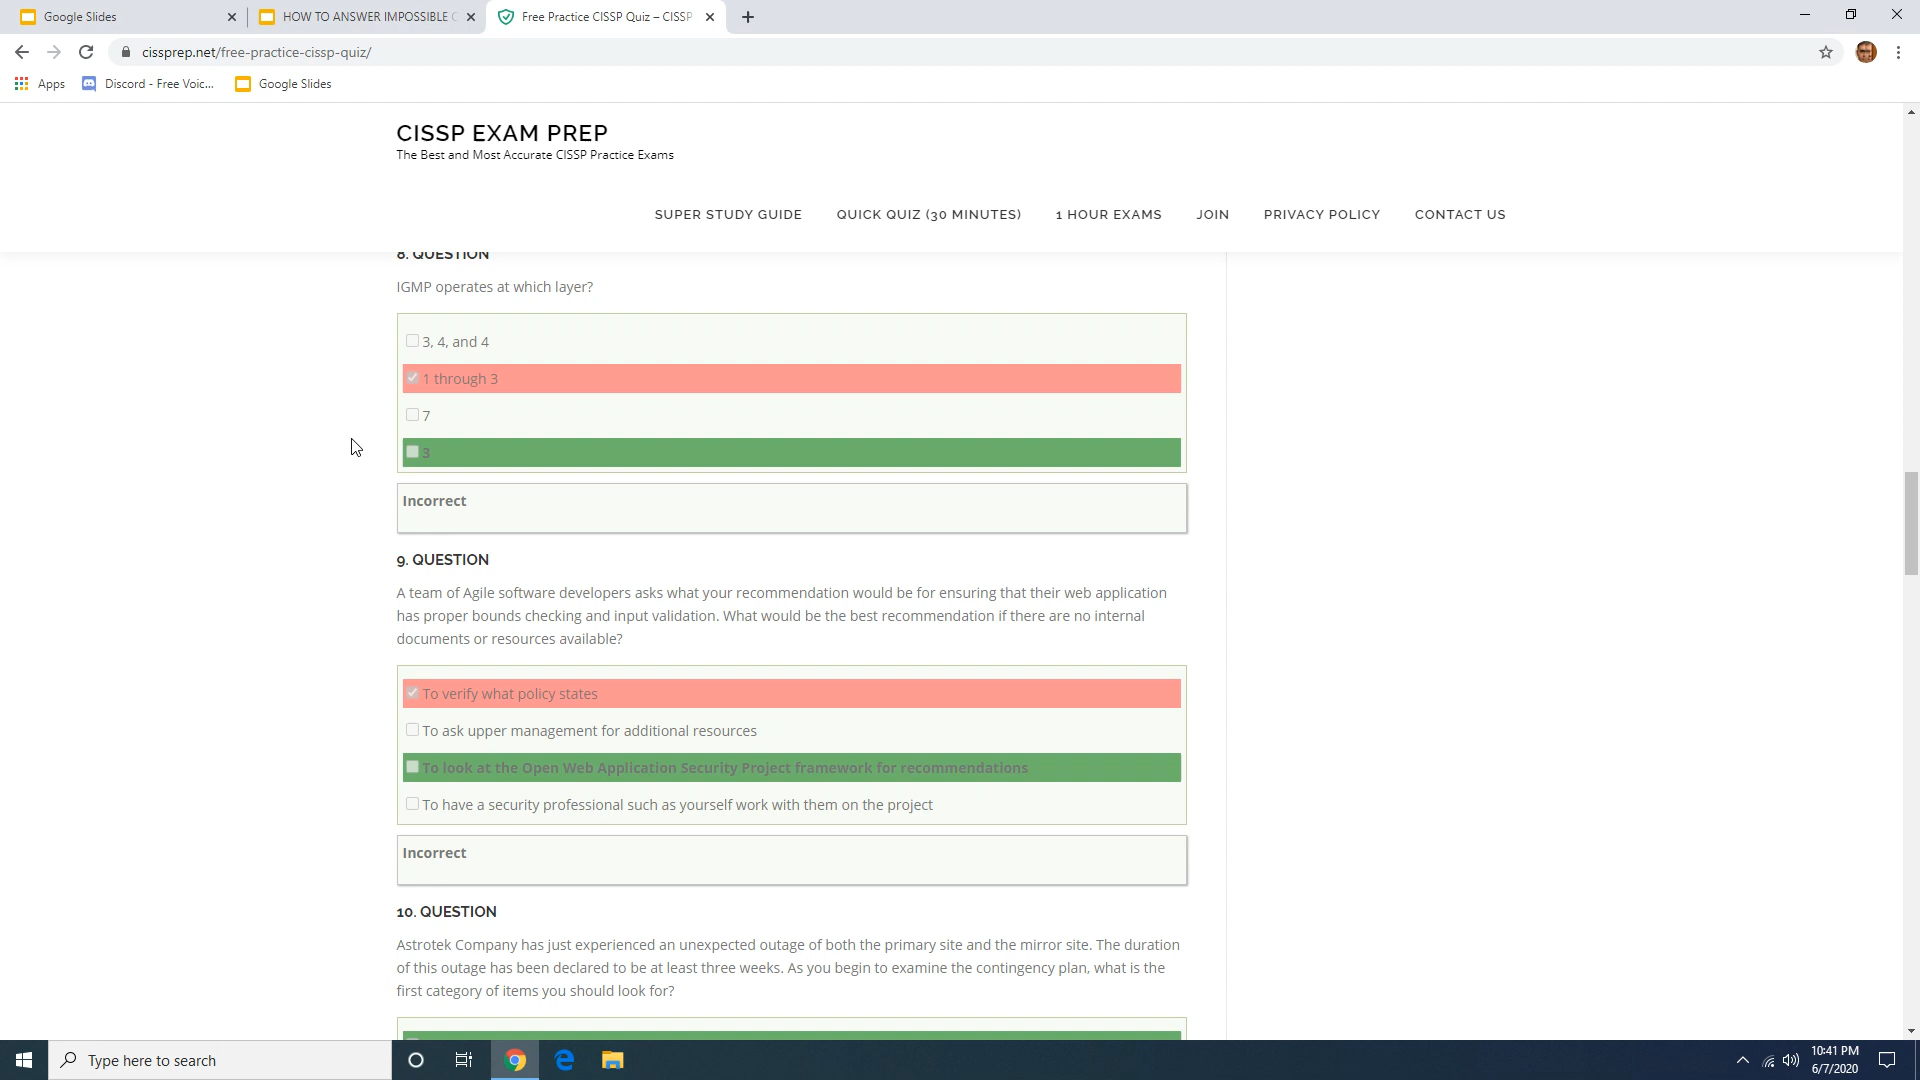 Google Slides
HOW TO ANSWER IMPOSSIBLE
Free Practice CISSP Quiz – CISSP
cissprep.net/free-practice-cissp-quiz/
Apps
Discord - Free Voic...
Google Slides
CISSP EXAM PREP
The Best and Most Accurate CISSP Practice Exams
SUPER STUDY GUIDE
QUICK QUIZ (30 MINUTES)
1 HOUR EXAMS
JOIN
PRIVACY POLICY
CONTACT US
8. QUESTION
IGMP operates at which layer?
3, 4, and 4
1 through 3
7
3
Incorrect
9. QUESTION
A team of Agile software developers asks what your recommendation would be for ensuring that their web application
has proper bounds checking and input validation. What would be the best recommendation if there are no internal
documents or resources available?
To verify what policy states
To ask upper management for additional resources
To look at the Open Web Application Security Project framework for recommendations
To have a security professional such as yourself work with them on the project
Incorrect
10. QUESTION
Astrotek Company has just experienced an unexpected outage of both the primary site and the mirror site. The duration
of this outage has been declared to be at least three weeks. As you begin to examine the contingency plan, what is the
first category of items you should look for?
Type here to search
10:41 PM
6/7/2020